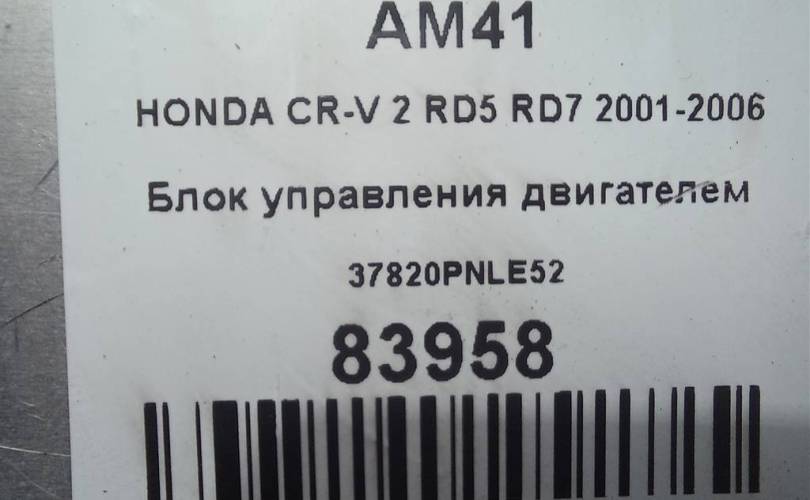 AM41
HONDA CR-V 2 RD5 RD7 2001-2006
Блок управления двигателем
37820PNLE52
83958